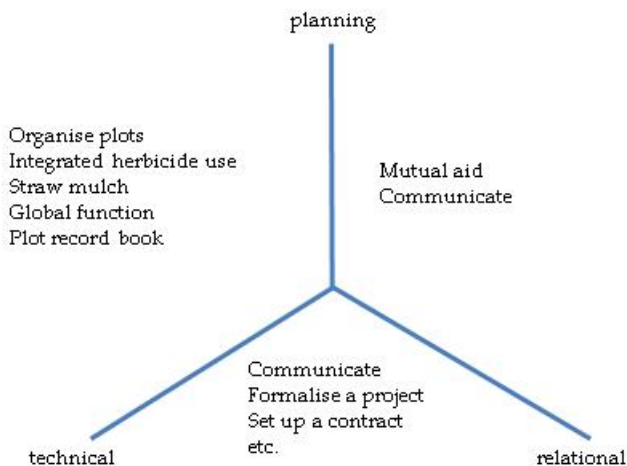 planning
Organise plots
Integrated herbicide use
Straw mulch
Global function
Plot record book
Mutual aid
Communicate
Communicate
Formalise a project
Set up a contract
etc.
technical
relational